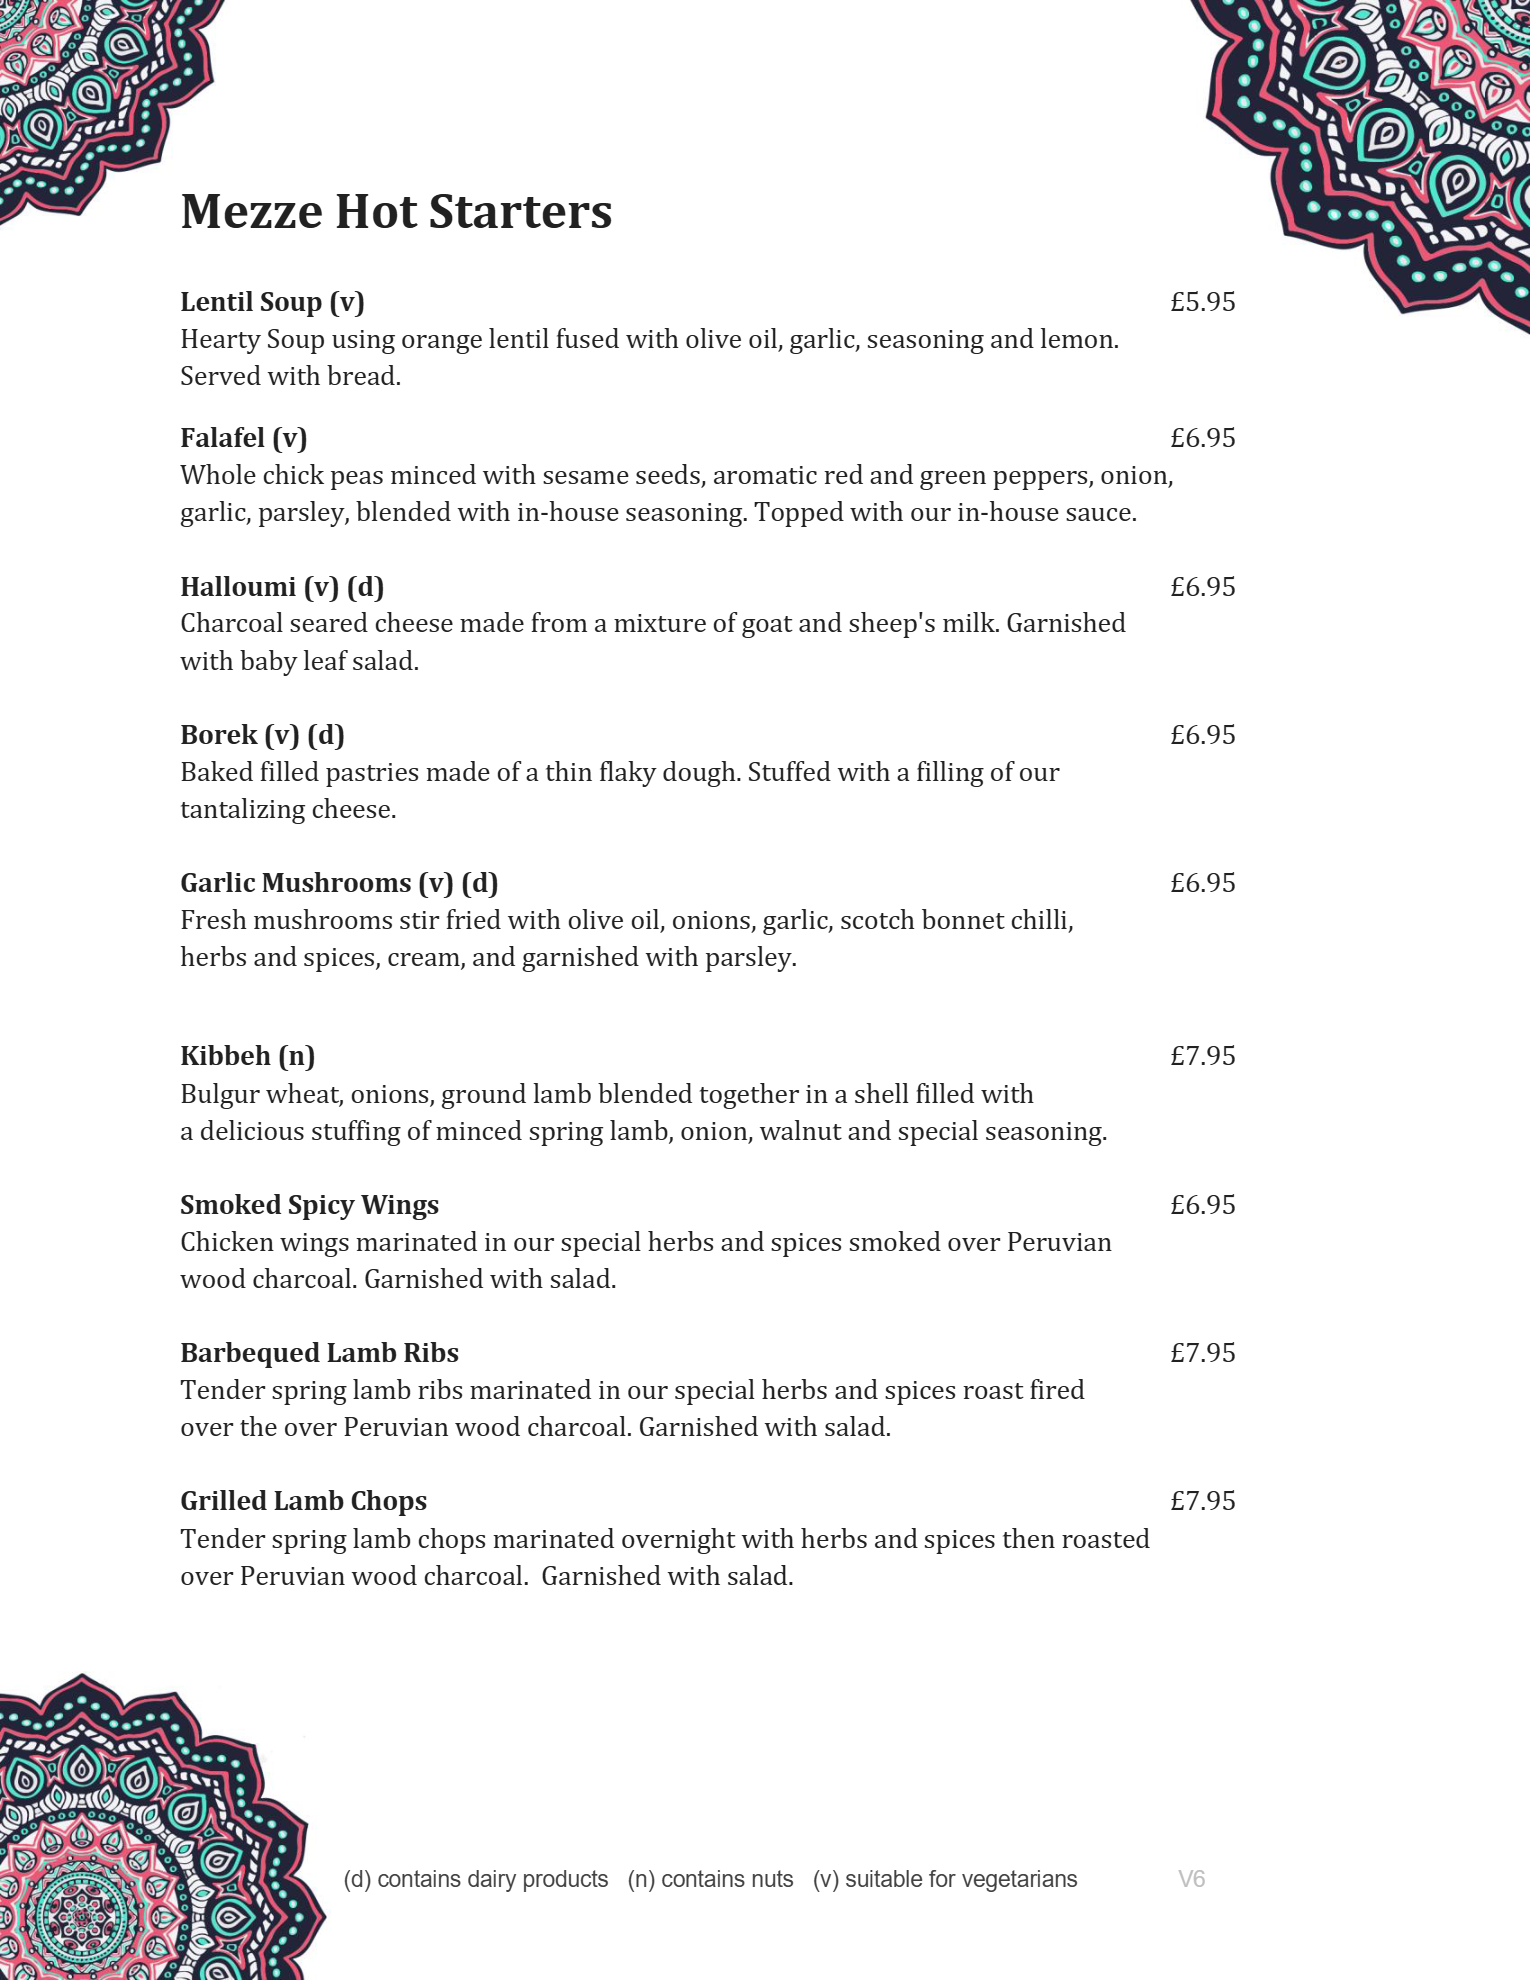 Mezze Hot Starters
Lentil Soup (v) £5.95
Hearty Soup using orange lentil fused with olive oil, garlic, seasoning and lemon.
Served with bread.
Falafel (v) £6.95
Whole chick peas minced with sesame seeds, aromatic red and green peppers, onion,
garlic, parsley, blended with in-house seasoning. Topped with our in-house sauce.
Halloumi (v) (d) £6.95
Charcoal seared cheese made from a mixture of goat and sheep's milk. Garnished
with baby leaf salad.
Borek (v) (d) £6.95
Baked filled pastries made of a thin flaky dough. Stuffed with a filling of our
tantalizing cheese.
Garlic Mushrooms (v) (d) £6.95
Fresh mushrooms stir fried with olive oil, onions, garlic, scotch bonnet chilli,
herbs and spices, cream, and garnished with parsley.
Kibbeh (n) £7.95
Bulgur wheat, onions, ground lamb blended together in a shell filled with
a delicious stuffing of minced spring lamb, onion, walnut and special seasoning.
Smoked Spicy Wings £6.95
Chicken wings marinated in our special herbs and spices smoked over Peruvian
wood charcoal. Garnished with salad.
Barbequed Lamb Ribs £7.95
Tender spring lamb ribs marinated in our special herbs and spices roast fired
over the over Peruvian wood charcoal. Garnished with salad.
Grilled Lamb Chops £7.95
Tender spring lamb chops marinated overnight with herbs and spices then roasted
over Peruvian wood charcoal.  Garnished with salad.
(d) contains dairy products (n) contains nuts (v) suitable for vegetarians V6